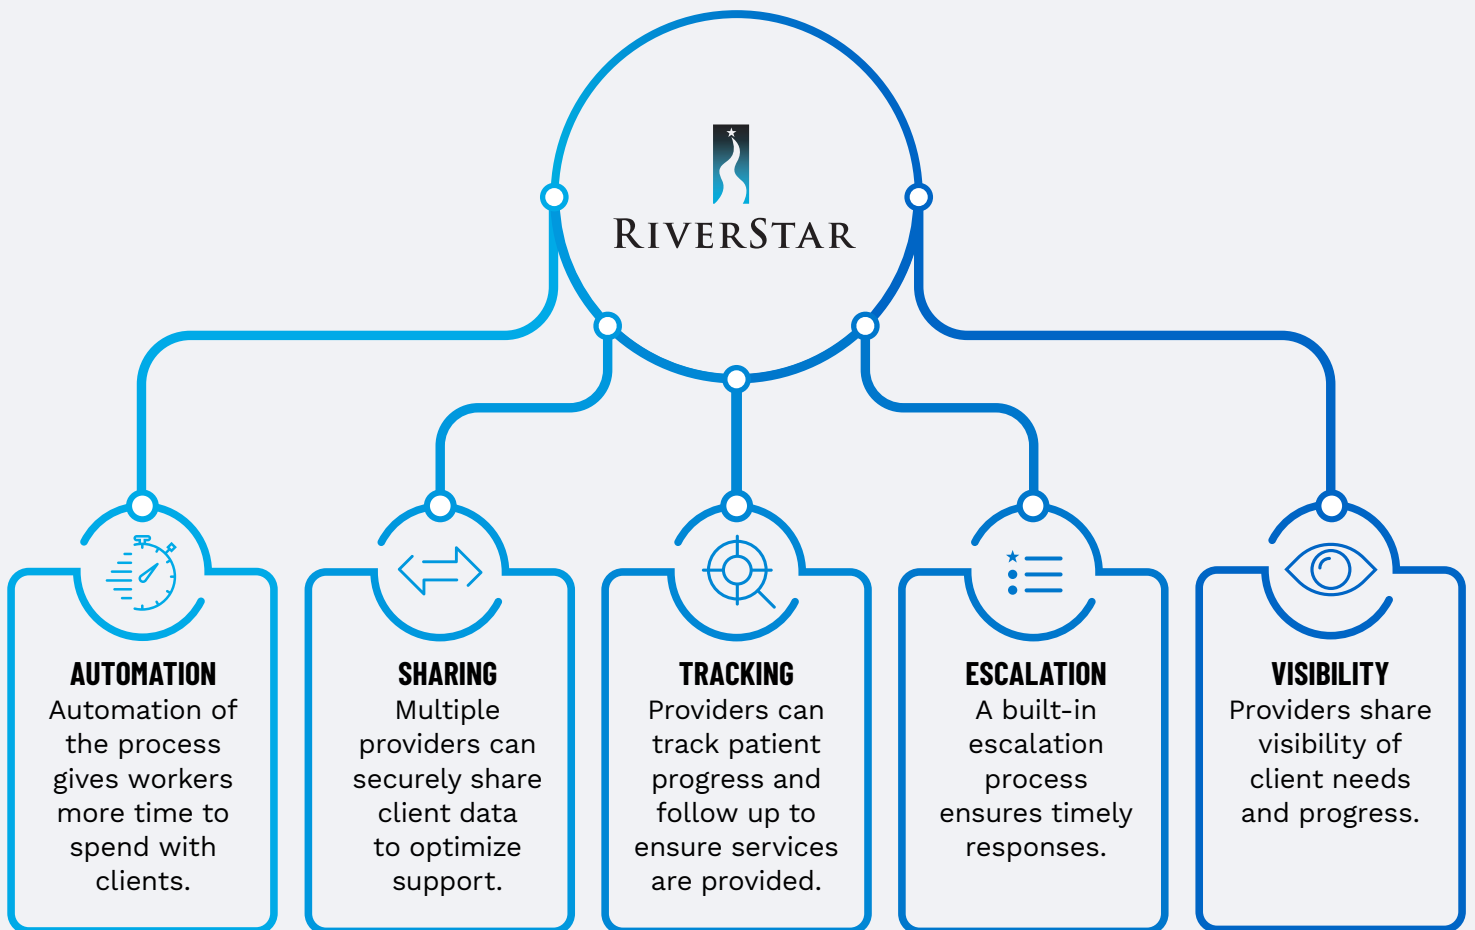 RIVERSTAR
AUTOMATION
Automation of
the process
gives workers
more time to
spend with
clients.
SHARING
Multiple
providers can
securely share
client data
to optimize
support.
TRACKING
Providers can
track patient
progress and
follow up to
ensure services
are provided.
ESCALATION
A built-in
escalation
process
ensures timely
responses.
VISIBILITY
Providers share
visibility of
client needs
and progress.